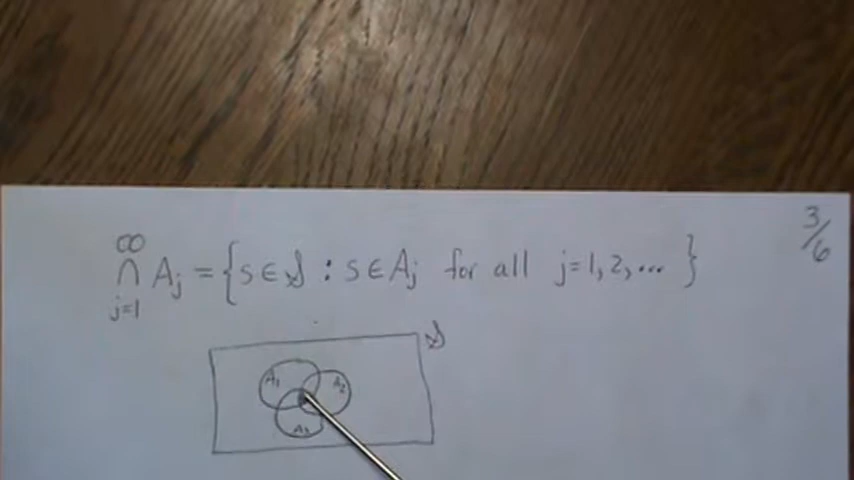 3/6
∞
∩ Aⱼ = {s ∈ 𝒮 : s ∈ Aⱼ for all j=1,2,... }
j=1
𝒮
A₁ A₂
A₃